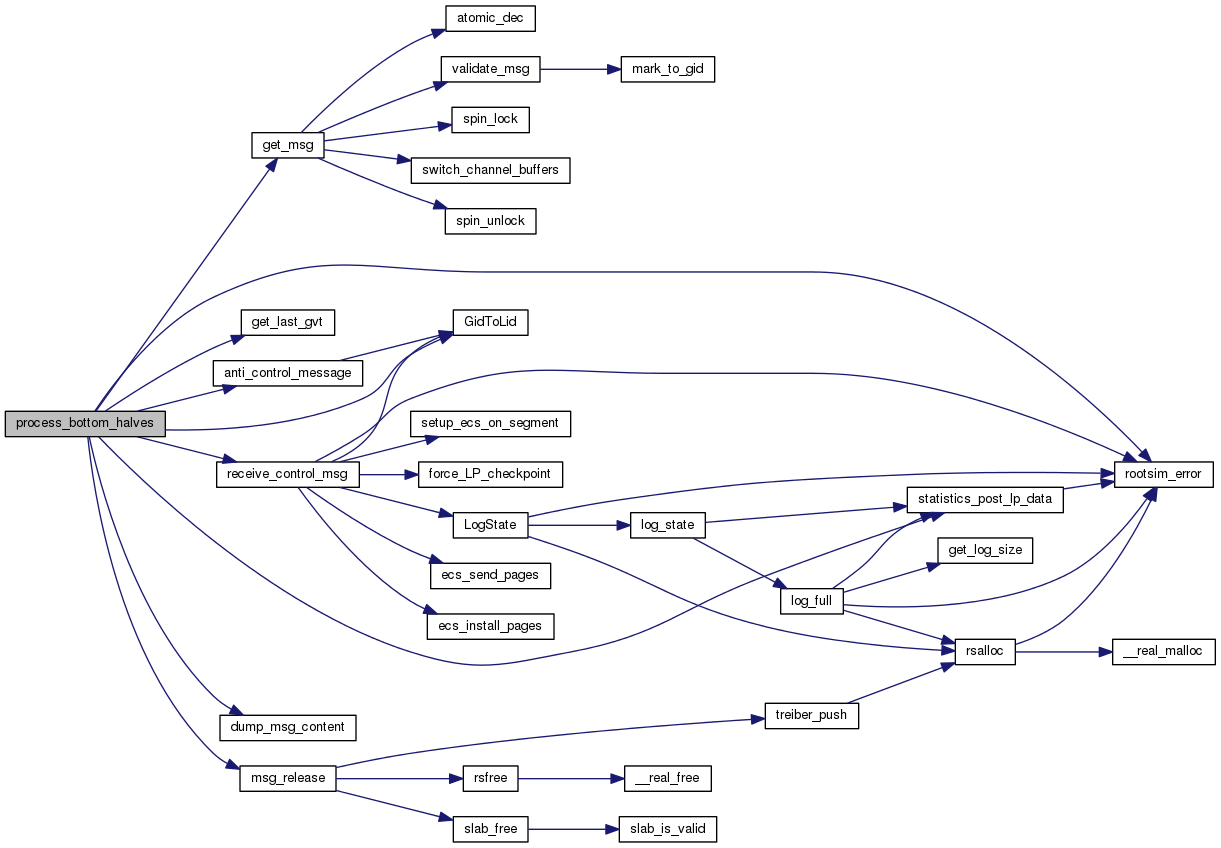 atomic_dec
validate_msg
mark_to_gid
spin_lock
get_msg
switch_channel_buffers
spin_unlock
get_last_gvt
GidToLid
anti_control_message
process_bottom_halves
setup_ecs_on_segment
receive_control_msg
force_LP_checkpoint
rootsim_error
statistics_post_lp_data
LogState
log_state
get_log_size
ecs_send_pages
log_full
ecs_install_pages
rsalloc
__real_malloc
treiber_push
dump_msg_content
msg_release
rsfree
__real_free
slab_free
slab_is_valid